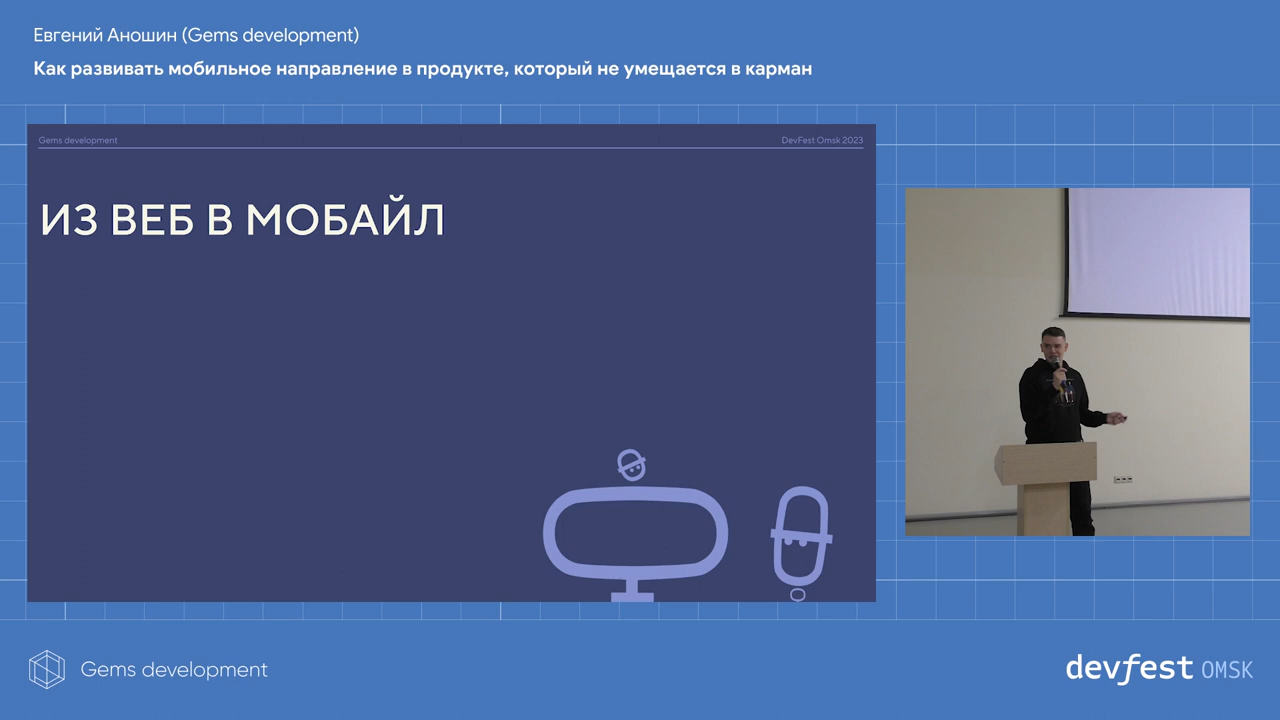 Евгений Аношин (Gems development)
Как развивать мобильное направление в продукте, который не умещается в карман
Gems development
DevFest Omsk 2023
ИЗ ВЕБ В МОБАЙЛ
Gems development
devfest OMSK